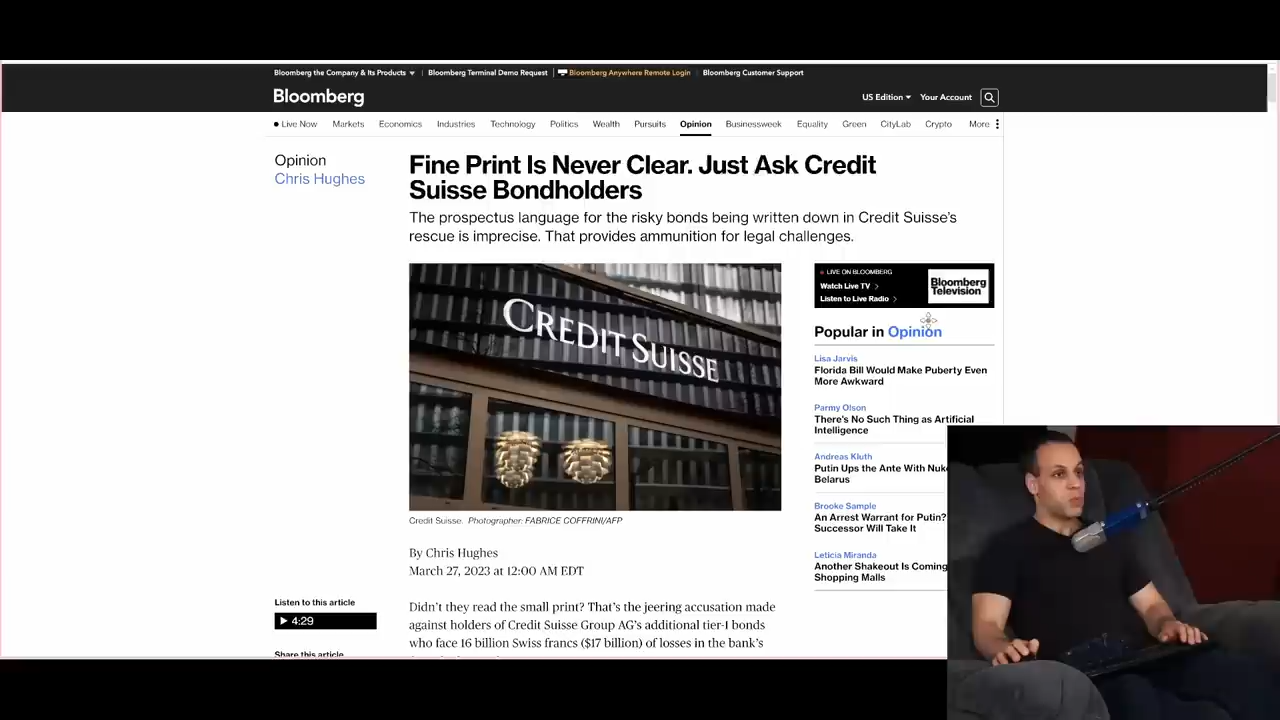 Bloomberg the Company & Its Products
Bloomberg Terminal Demo Request
Bloomberg Anywhere Remote Login
Bloomberg Customer Support
Bloomberg
US Edition
Your Account
Live Now
Markets
Economics
Industries
Technology
Politics
Wealth
Pursuits
Opinion
Businessweek
Equality
Green
CityLab
Crypto
More
Opinion
Chris Hughes
Fine Print Is Never Clear. Just Ask Credit
Suisse Bondholders
The prospectus language for the risky bonds being written down in Credit Suisse's
rescue is imprecise. That provides ammunition for legal challenges.
CREDIT SUISSE
Credit Suisse. Photographer: FABRICE COFFRINI/AFP
By Chris Hughes
March 27, 2023 at 12:00 AM EDT
Listen to this article
4:29
Share this article
Didn't they read the small print? That's the jeering accusation made
against holders of Credit Suisse Group AG's additional tier-1 bonds
who face 16 billion Swiss francs ($17 billion) of losses in the bank's
LIVE ON BLOOMBERG
Watch Live TV
Listen to Live Radio
Bloomberg
Television
Popular in Opinion
Lisa Jarvis
Florida Bill Would Make Puberty Even
More Awkward
Parmy Olson
There's No Such Thing as Artificial
Intelligence
Andreas Kluth
Putin Ups the Ante With
Belarus
Brooke Sample
An Arrest Warrant for Putin?
Successor Will Take It
Leticia Miranda
Another Shakeout Is Coming
Shopping Malls